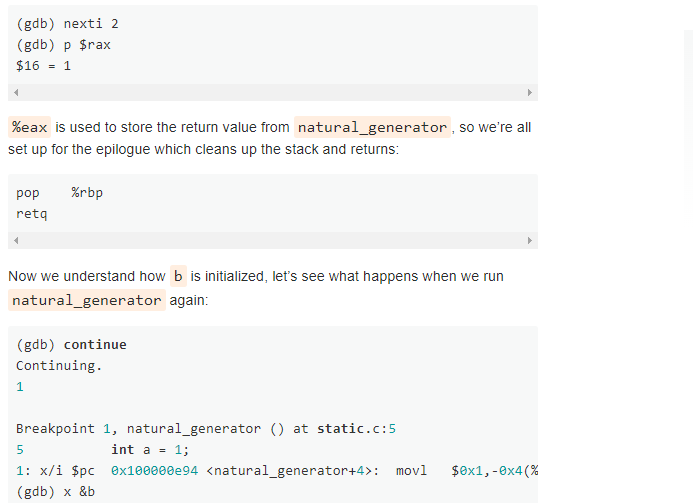 (gdb) nexti 2
(gdb) p $rax
$16 = 1
%eax is used to store the return value from natural_generator, so we’re all
set up for the epilogue which cleans up the stack and returns:
pop    %rbp
retq
Now we understand how b is initialized, let’s see what happens when we run
natural_generator again:
(gdb) continue
Continuing.
1
Breakpoint 1, natural_generator () at static.c:5
5           int a = 1;
1: x/i $pc  0x100000e94 <natural_generator+4>:  movl   $0x1,-0x4(%
(gdb) x &b